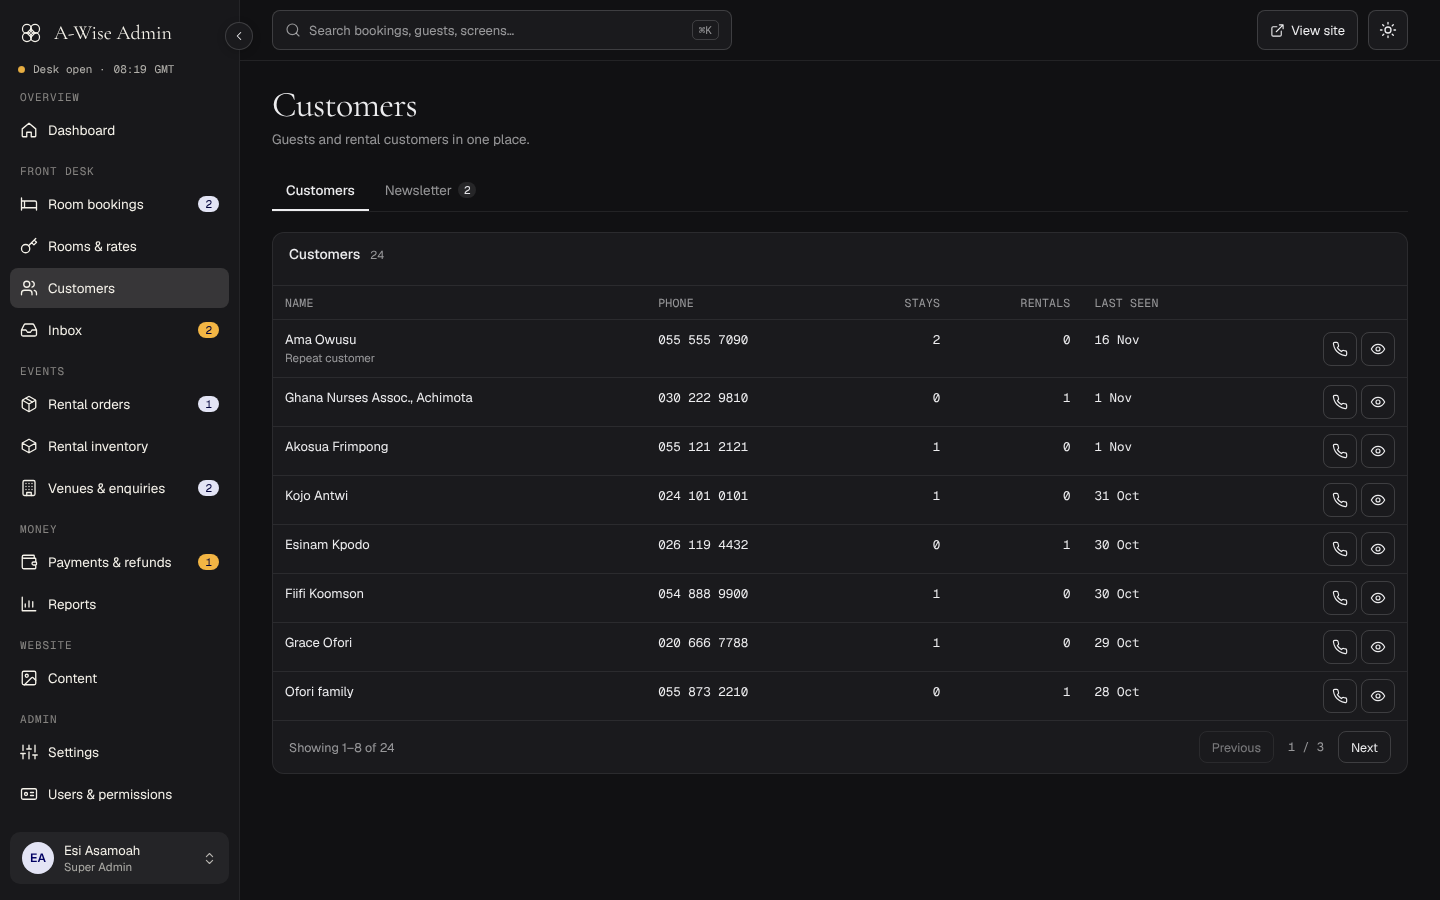 A-Wise Admin
Desk open · 08:19 GMT
OVERVIEW
Dashboard
FRONT DESK
Room bookings 2
Rooms & rates
Customers
Inbox 2
EVENTS
Rental orders 1
Rental inventory
Venues & enquiries 2
MONEY
Payments & refunds 1
Reports
WEBSITE
Content
ADMIN
Settings
Users & permissions
EA Esi Asamoah
Super Admin
Search bookings, guests, screens... ⌘K
View site
Customers
Guests and rental customers in one place.
Customers Newsletter 2
Customers 24
NAME PHONE STAYS RENTALS LAST SEEN
Ama Owusu 055 555 7090 2 0 16 Nov
Repeat customer
Ghana Nurses Assoc., Achimota 030 222 9810 0 1 1 Nov
Akosua Frimpong 055 121 2121 1 0 1 Nov
Kojo Antwi 024 101 0101 1 0 31 Oct
Esinam Kpodo 026 119 4432 0 1 30 Oct
Fiifi Koomson 054 888 9900 1 0 30 Oct
Grace Ofori 020 666 7788 1 0 29 Oct
Ofori family 055 873 2210 0 1 28 Oct
Showing 1–8 of 24 Previous 1 / 3 Next